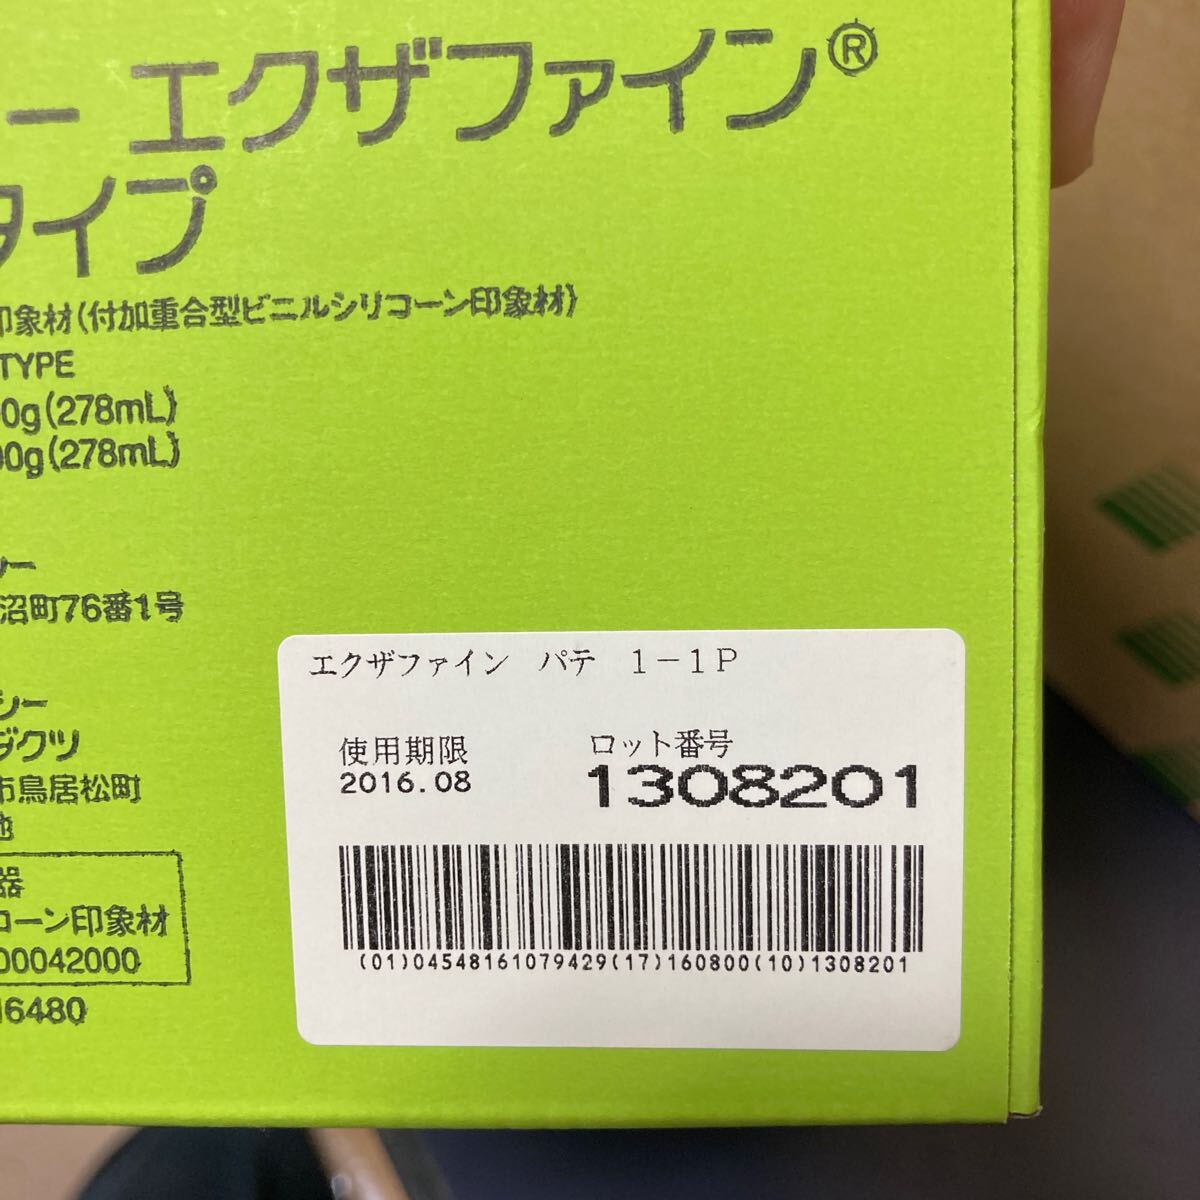 ー エクザファイン®
タイプ
印象材(付加重合型ビニルシリコーン印象材)
TYPE
0g(278mL)
00g(278mL)
シー
沼町76番1号
シー
ダクツ
市鳥居松町
地
器
コーン印象材
00042000
16480
エクザファイン パテ 1－1P
使用期限
2016.08
ロット番号
1308201
(01)04548161079429(17)160800(10)1308201